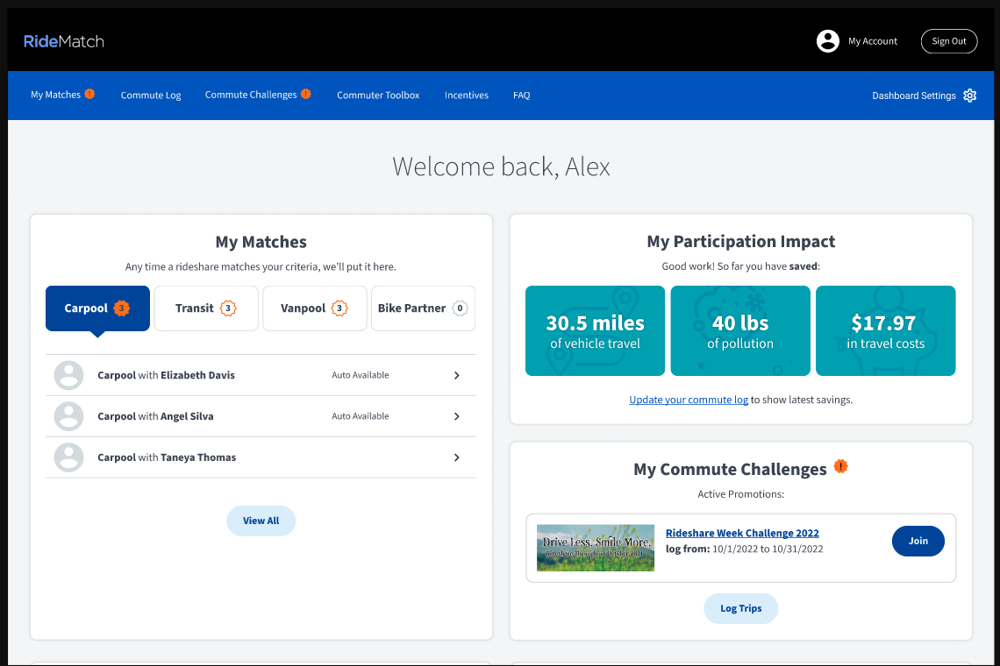 RideMatch
My Account
Sign Out
My Matches !
Commute Log
Commute Challenges !
Commuter Toolbox
Incentives
FAQ
Dashboard Settings
Welcome back, Alex
My Matches
Any time a rideshare matches your criteria, we’ll put it here.
Carpool 3
Transit 3
Vanpool 3
Bike Partner 0
Carpool with Elizabeth Davis
Auto Available
Carpool with Angel Silva
Auto Available
Carpool with Taneya Thomas
View All
My Participation Impact
Good work! So far you have saved:
30.5 miles
of vehicle travel
40 lbs
of pollution
$17.97
in travel costs
Update your commute log to show latest savings.
My Commute Challenges !
Active Promotions:
Drive Less. Smile More.
Rideshare Throughout October 2021
Rideshare Week Challenge 2022
log from: 10/1/2022 to 10/31/2022
Join
Log Trips